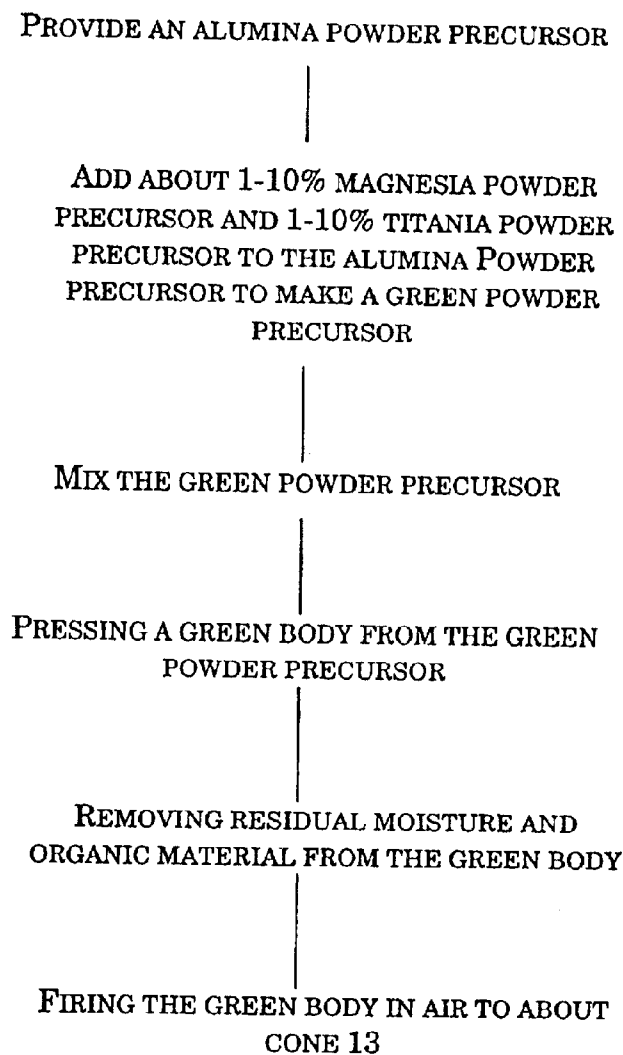 PROVIDE AN ALUMINA POWDER PRECURSOR
ADD ABOUT 1-10% MAGNESIA POWDER
PRECURSOR AND 1-10% TITANIA POWDER
PRECURSOR TO THE ALUMINA POWDER
PRECURSOR TO MAKE A GREEN POWDER
PRECURSOR
MIX THE GREEN POWDER PRECURSOR
PRESSING A GREEN BODY FROM THE GREEN
POWDER PRECURSOR
REMOVING RESIDUAL MOISTURE AND
ORGANIC MATERIAL FROM THE GREEN BODY
FIRING THE GREEN BODY IN AIR TO ABOUT
CONE 13